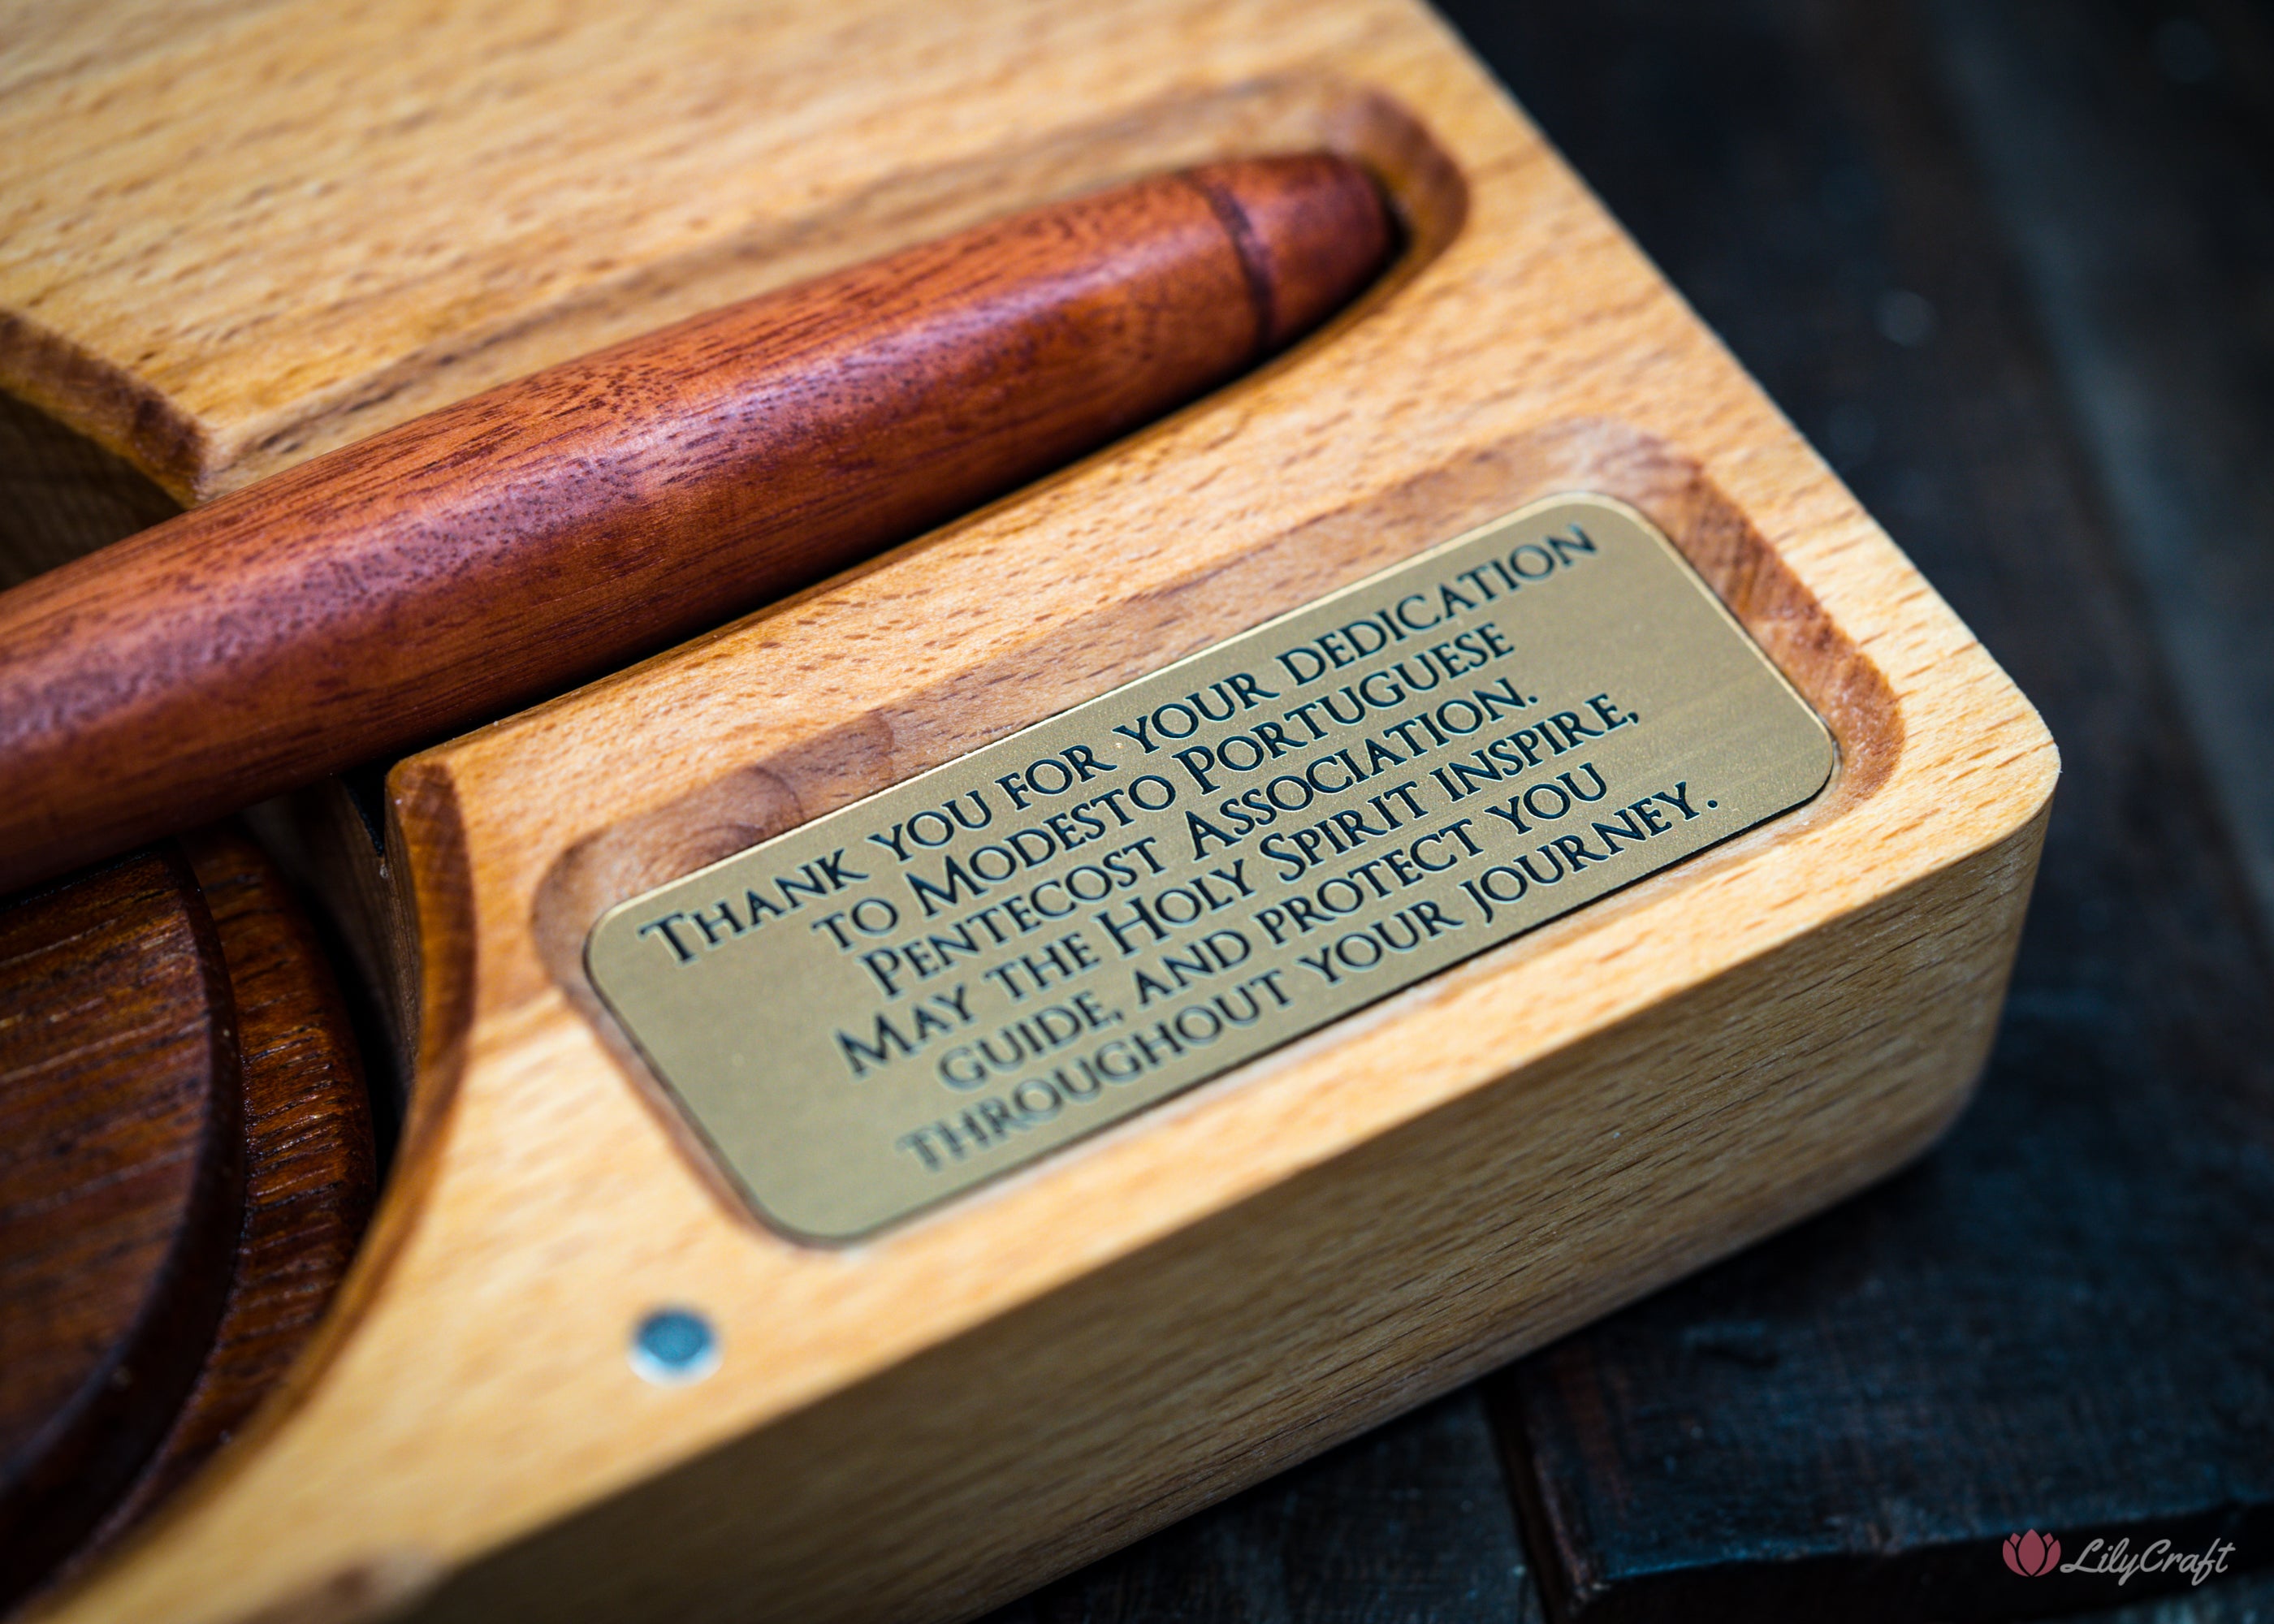 Thank you for your dedication
to Modesto Portuguese
Pentecost Association.
May the Holy Spirit inspire,
guide, and protect you
throughout your journey.
LilyCraft